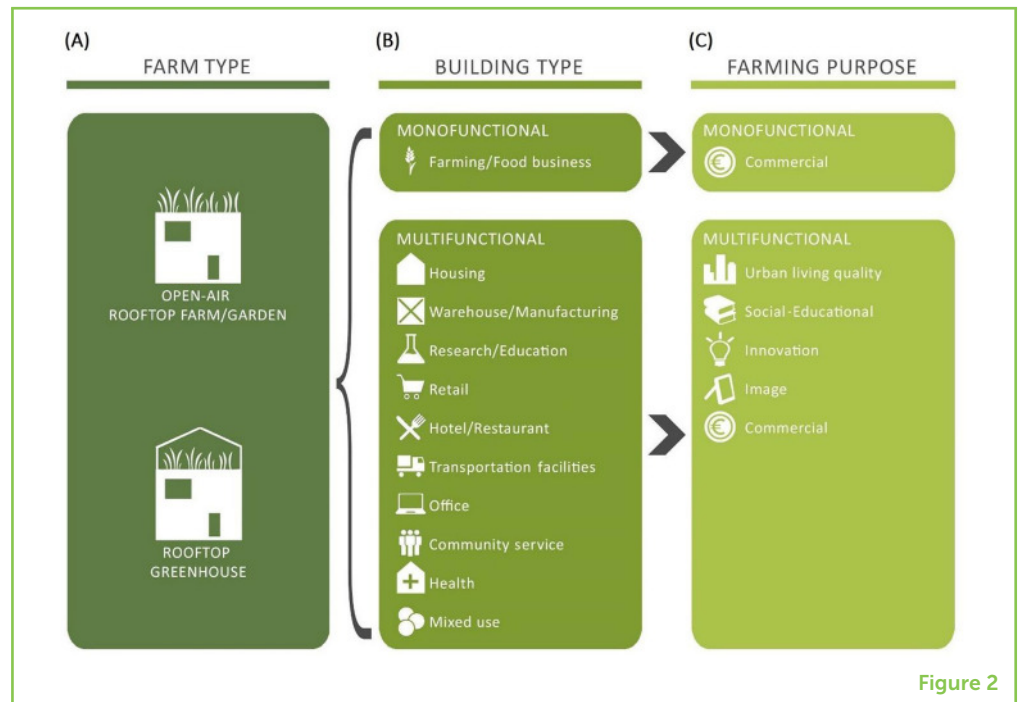 (A)
FARM TYPE
OPEN-AIR
ROOFTOP FARM/GARDEN
ROOFTOP
GREENHOUSE
(B)
BUILDING TYPE
MONOFUNCTIONAL
Farming/Food business
MULTIFUNCTIONAL
Housing
Warehouse/Manufacturing
Research/Education
Retail
Hotel/Restaurant
Transportation facilities
Office
Community service
Health
Mixed use
(C)
FARMING PURPOSE
MONOFUNCTIONAL
€ Commercial
MULTIFUNCTIONAL
Urban living quality
Social-Educational
Innovation
Image
€ Commercial
Figure 2